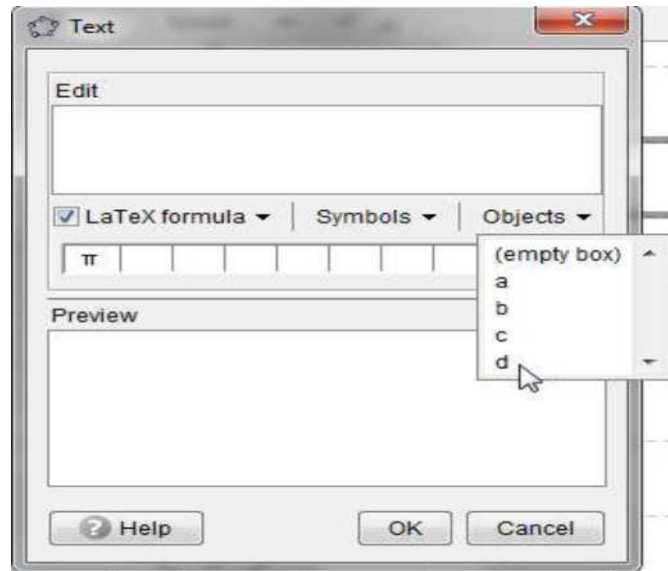 Text
Edit
LaTeX formula Symbols Objects
π
(empty box)
a
b
c
d
Preview
Help OK Cancel